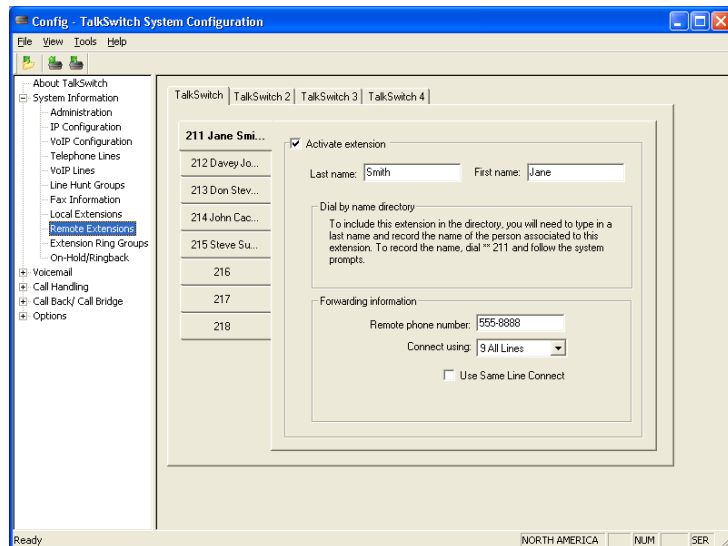 Config - TalkSwitch System Configuration
File View Tools Help
About TalkSwitch
System Information
Administration
IP Configuration
VoIP Configuration
Telephone Lines
VoIP Lines
Line Hunt Groups
Fax Information
Local Extensions
Remote Extensions
Extension Ring Groups
On-Hold/Ringback
Voicemail
Call Handling
Call Back/ Call Bridge
Options
TalkSwitch TalkSwitch 2 TalkSwitch 3 TalkSwitch 4
211 Jane Smi...
212 Davey Jo...
213 Don Stev...
214 John Cac...
215 Steve Su...
216
217
218
Activate extension
Last name: Smith First name: Jane
Dial by name directory
To include this extension in the directory, you will need to type in a
last name and record the name of the person associated to this
extension. To record the name, dial ** 211 and follow the system
prompts.
Forwarding information
Remote phone number: 555-8888
Connect using: 9 All Lines
Use Same Line Connect
Ready NORTH AMERICA NUM SER